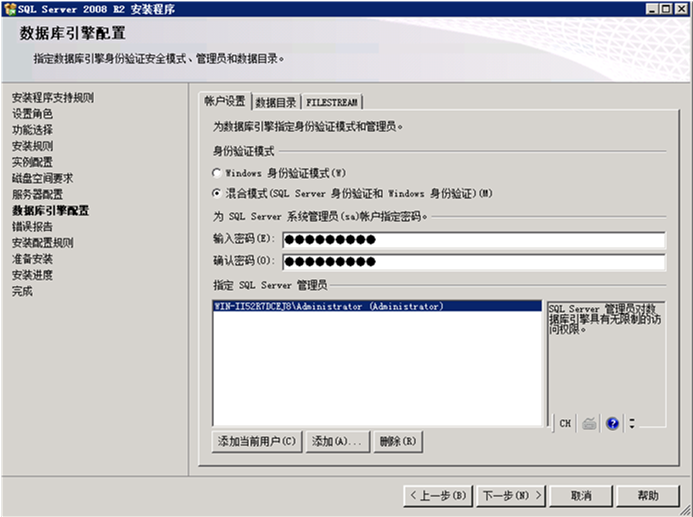 SQL Server 2008 R2 安装程序
数据库引擎配置
指定数据库引擎身份验证安全模式、管理员和数据目录。
安装程序支持规则
设置角色
功能选择
安装规则
实例配置
磁盘空间要求
服务器配置
数据库引擎配置
错误报告
安装配置规则
准备安装
安装进度
完成
帐户设置 数据目录 FILESTREAM
为数据库引擎指定身份验证模式和管理员。
身份验证模式
Windows 身份验证模式(W)
混合模式(SQL Server 身份验证和 Windows 身份验证)(M)
为 SQL Server 系统管理员(sa)帐户指定密码。
输入密码(E): ●●●●●●●●●
确认密码(O): ●●●●●●●●●
指定 SQL Server 管理员
WIN-II52R7DCEJ8\Administrator (Administrator)
SQL Server 管理员对数
据库引擎具有无限制的访
问权限。
CH
添加当前用户(C) 添加(A)... 删除(R)
< 上一步(B) 下一步(N) > 取消 帮助